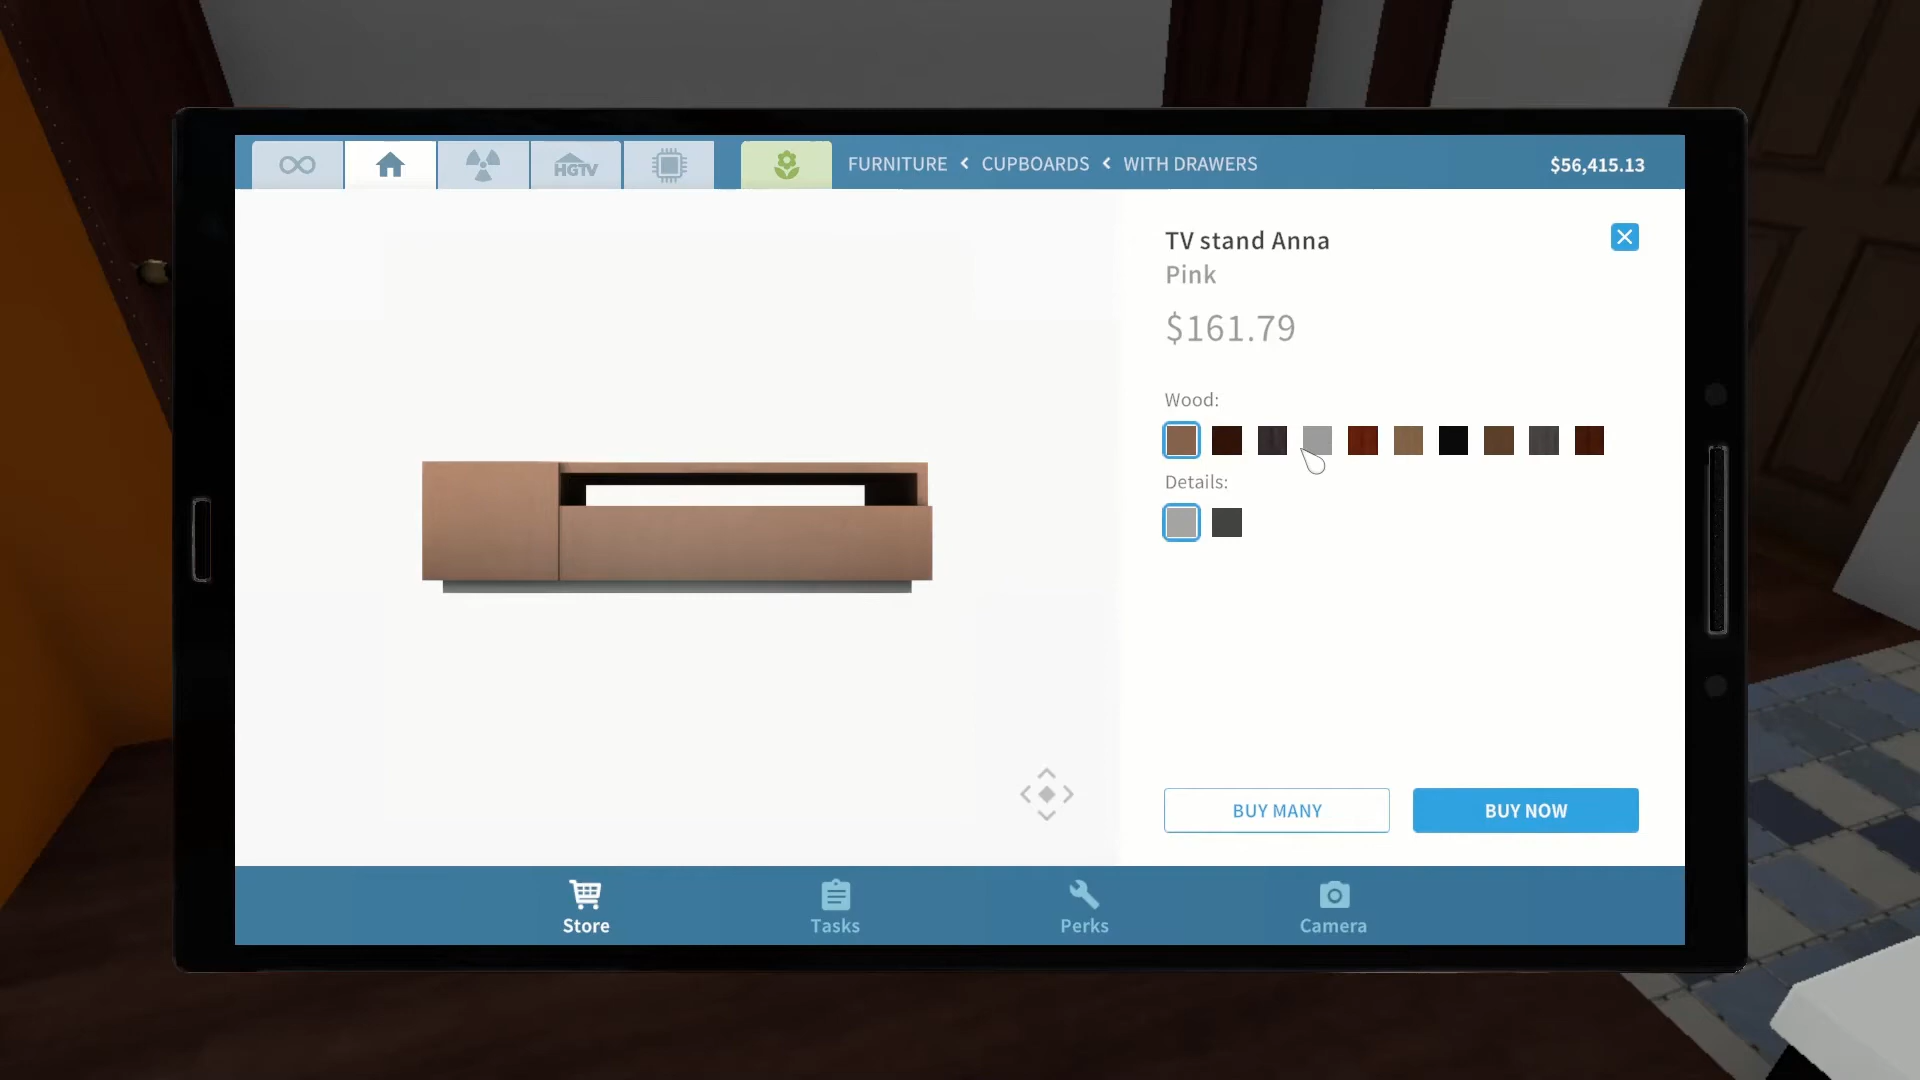 HGTV
FURNITURE < CUPBOARDS < WITH DRAWERS
$56,415.13
TV stand Anna
Pink
$161.79
Wood:
Details:
BUY MANY
BUY NOW
Store
Tasks
Perks
Camera